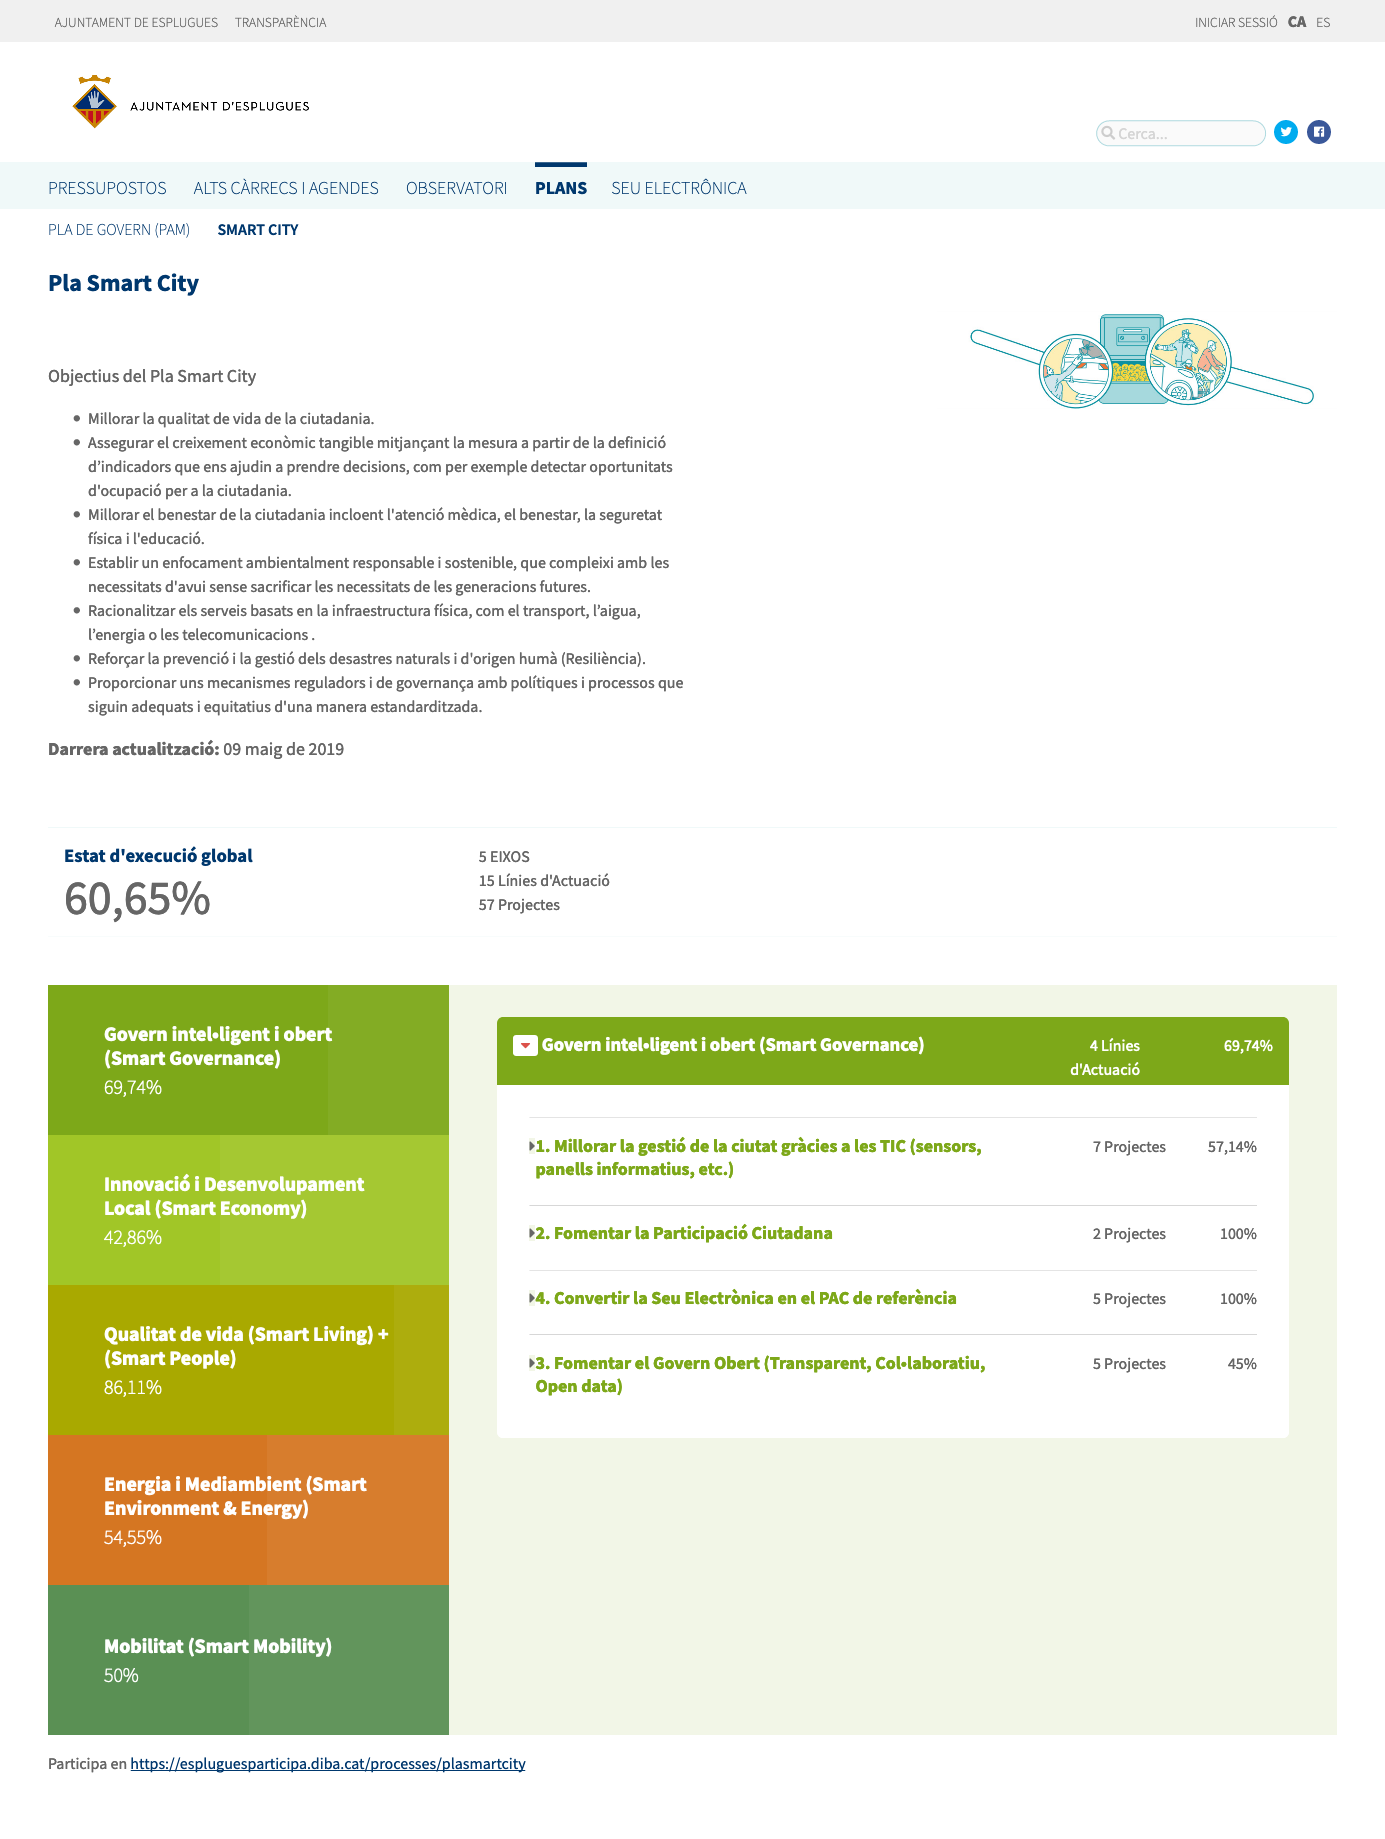 AJUNTAMENT DE ESPLUGUES TRANSPARÈNCIA
INICIAR SESSIÓ CA ES
AJUNTAMENT D'ESPLUGUES
Cerca...
PRESSUPOSTOS ALTS CÀRRECS I AGENDES OBSERVATORI PLANS SEU ELECTRÔNICA
PLA DE GOVERN (PAM) SMART CITY
Pla Smart City
Objectius del Pla Smart City
• Millorar la qualitat de vida de la ciutadania.
• Assegurar el creixement econòmic tangible mitjançant la mesura a partir de la definició
d’indicadors que ens ajudin a prendre decisions, com per exemple detectar oportunitats
d'ocupació per a la ciutadania.
• Millorar el benestar de la ciutadania incloent l'atenció mèdica, el benestar, la seguretat
física i l'educació.
• Establir un enfocament ambientalment responsable i sostenible, que compleixi amb les
necessitats d'avui sense sacrificar les necessitats de les generacions futures.
• Racionalitzar els serveis basats en la infraestructura física, com el transport, l’aigua,
l’energia o les telecomunicacions .
• Reforçar la prevenció i la gestió dels desastres naturals i d'origen humà (Resiliència).
• Proporcionar uns mecanismes reguladors i de governança amb polítiques i processos que
siguin adequats i equitatius d'una manera estandarditzada.
Darrera actualització: 09 maig de 2019
Estat d'execució global
60,65%
5 EIXOS
15 Línies d'Actuació
57 Projectes
Govern intel•ligent i obert
(Smart Governance)
69,74%
Innovació i Desenvolupament
Local (Smart Economy)
42,86%
Qualitat de vida (Smart Living) +
(Smart People)
86,11%
Energia i Mediambient (Smart
Environment & Energy)
54,55%
Mobilitat (Smart Mobility)
50%
Govern intel•ligent i obert (Smart Governance) 4 Línies 69,74%
d'Actuació
1. Millorar la gestió de la ciutat gràcies a les TIC (sensors, 7 Projectes 57,14%
panells informatius, etc.)
2. Fomentar la Participació Ciutadana 2 Projectes 100%
4. Convertir la Seu Electrònica en el PAC de referència 5 Projectes 100%
3. Fomentar el Govern Obert (Transparent, Col•laboratiu, 5 Projectes 45%
Open data)
Participa en https://espluguesparticipa.diba.cat/processes/plasmartcity